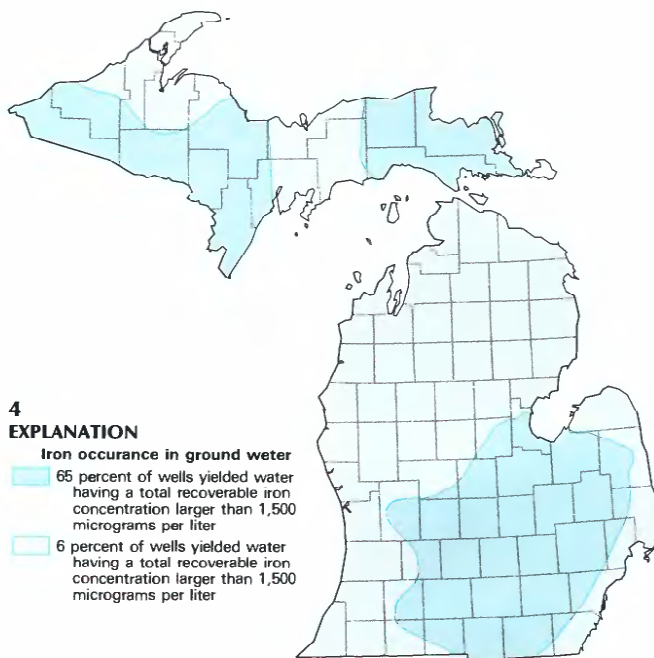 4
EXPLANATION
Iron occurance in ground weter
65 percent of wells yielded water
having a total recoverable iron
concentration larger than 1,500
micrograms per liter
6 percent of wells yielded water
having a total recoverable iron
concentration larger than 1,500
micrograms per liter